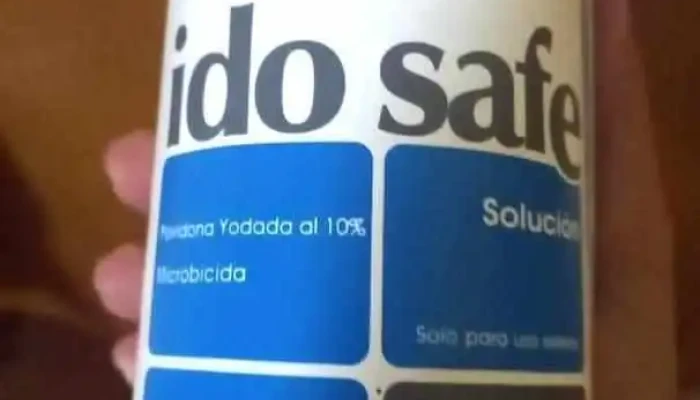 ido safe
Povidona Yodada al 10%
Microbicida
Solución
Solo para uso